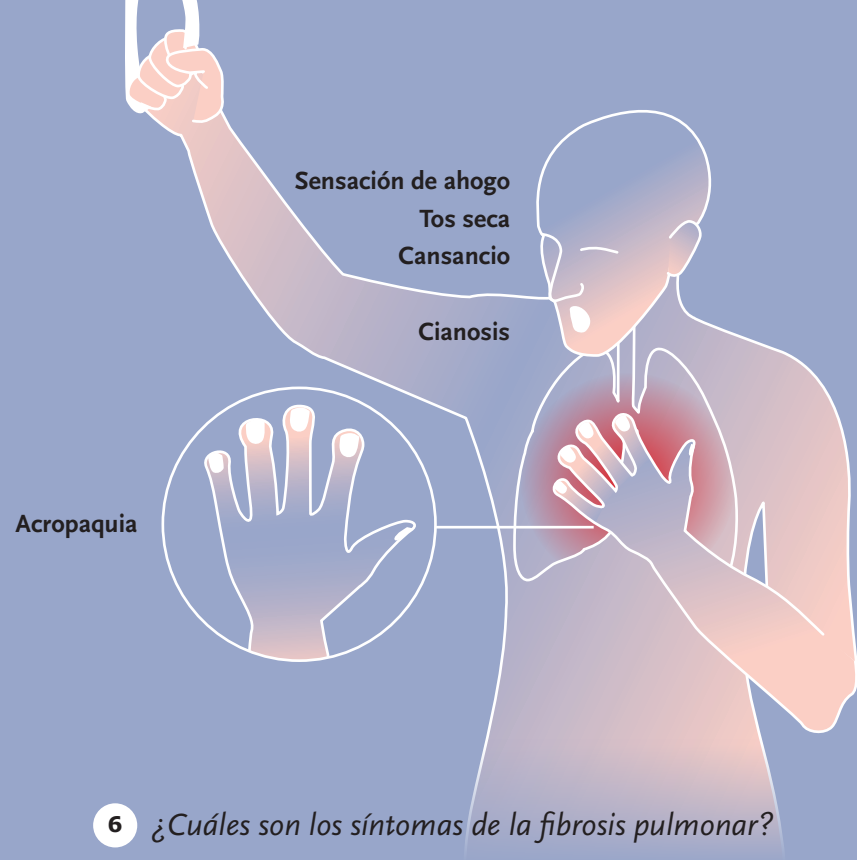 Sensación de ahogo
Tos seca
Cansancio
Cianosis
Acropaquia
6 ¿Cuáles son los síntomas de la fibrosis pulmonar?